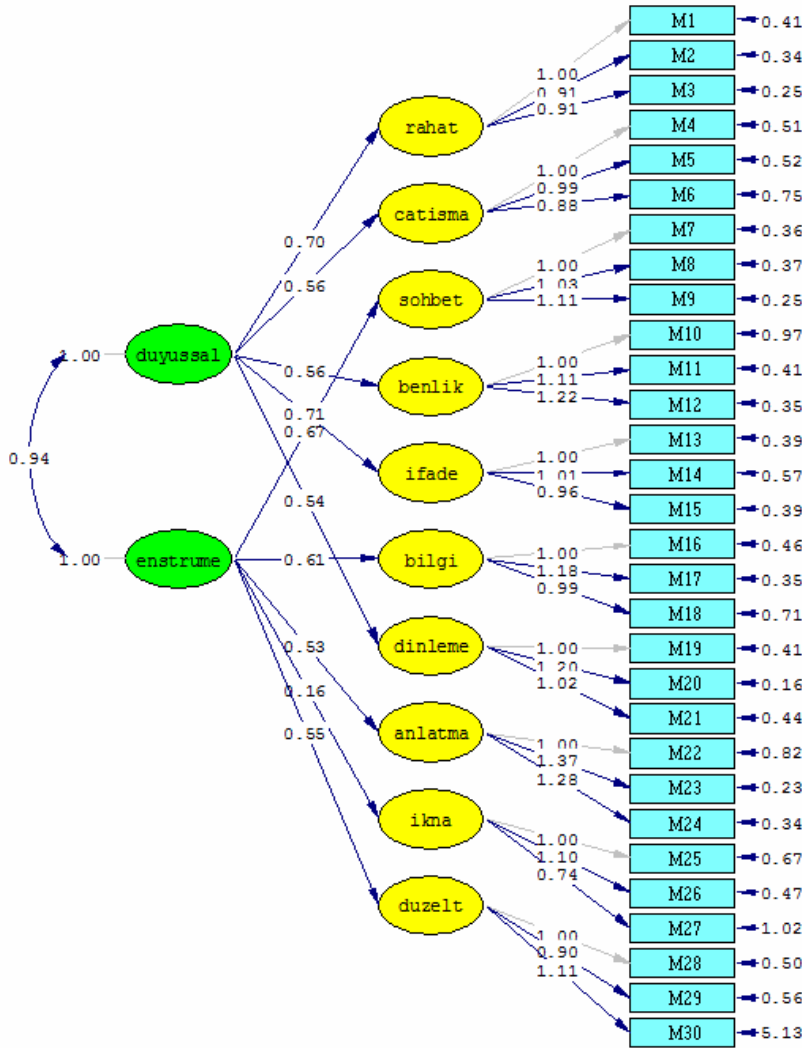 M1 0.41
M2 0.34
1.00
0.91
0.91
M3 0.25
rahat
M4 0.51
M5 0.52
1.00
0.99
0.88
M6 0.75
catisma
M7 0.36
0.70
M8 0.37
1.00
1.03
1.11
0.56
sohbet
M9 0.25
M10 0.97
1.00 duyussal
1.00
1.11
1.22
0.56
benlik
M11 0.41
M12 0.35
0.71
0.67
M13 0.39
0.94
1.00
1.01
0.96
ifade
M14 0.57
0.54
M15 0.39
M16 0.46
1.00 enstrume
0.61
bilgi
1.00
1.18
0.99
M17 0.35
M18 0.71
0.53
dinleme
1.00
1.20
1.02
M19 0.41
M20 0.16
0.16
M21 0.44
0.55
anlatma
1.00
1.37
1.28
M22 0.82
M23 0.23
M24 0.34
ikna
1.00
1.10
0.74
M25 0.67
M26 0.47
M27 1.02
duzelt
1.00
0.90
1.11
M28 0.50
M29 0.56
M30 5.13